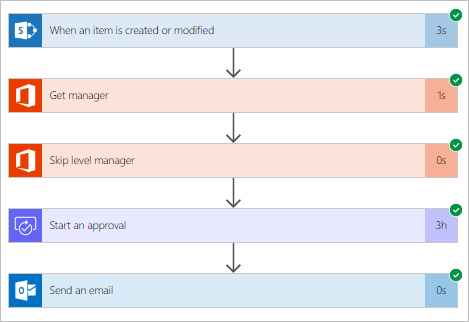 When an item is created or modified 3s
Get manager 1s
Skip level manager 0s
Start an approval 3h
Send an email 0s